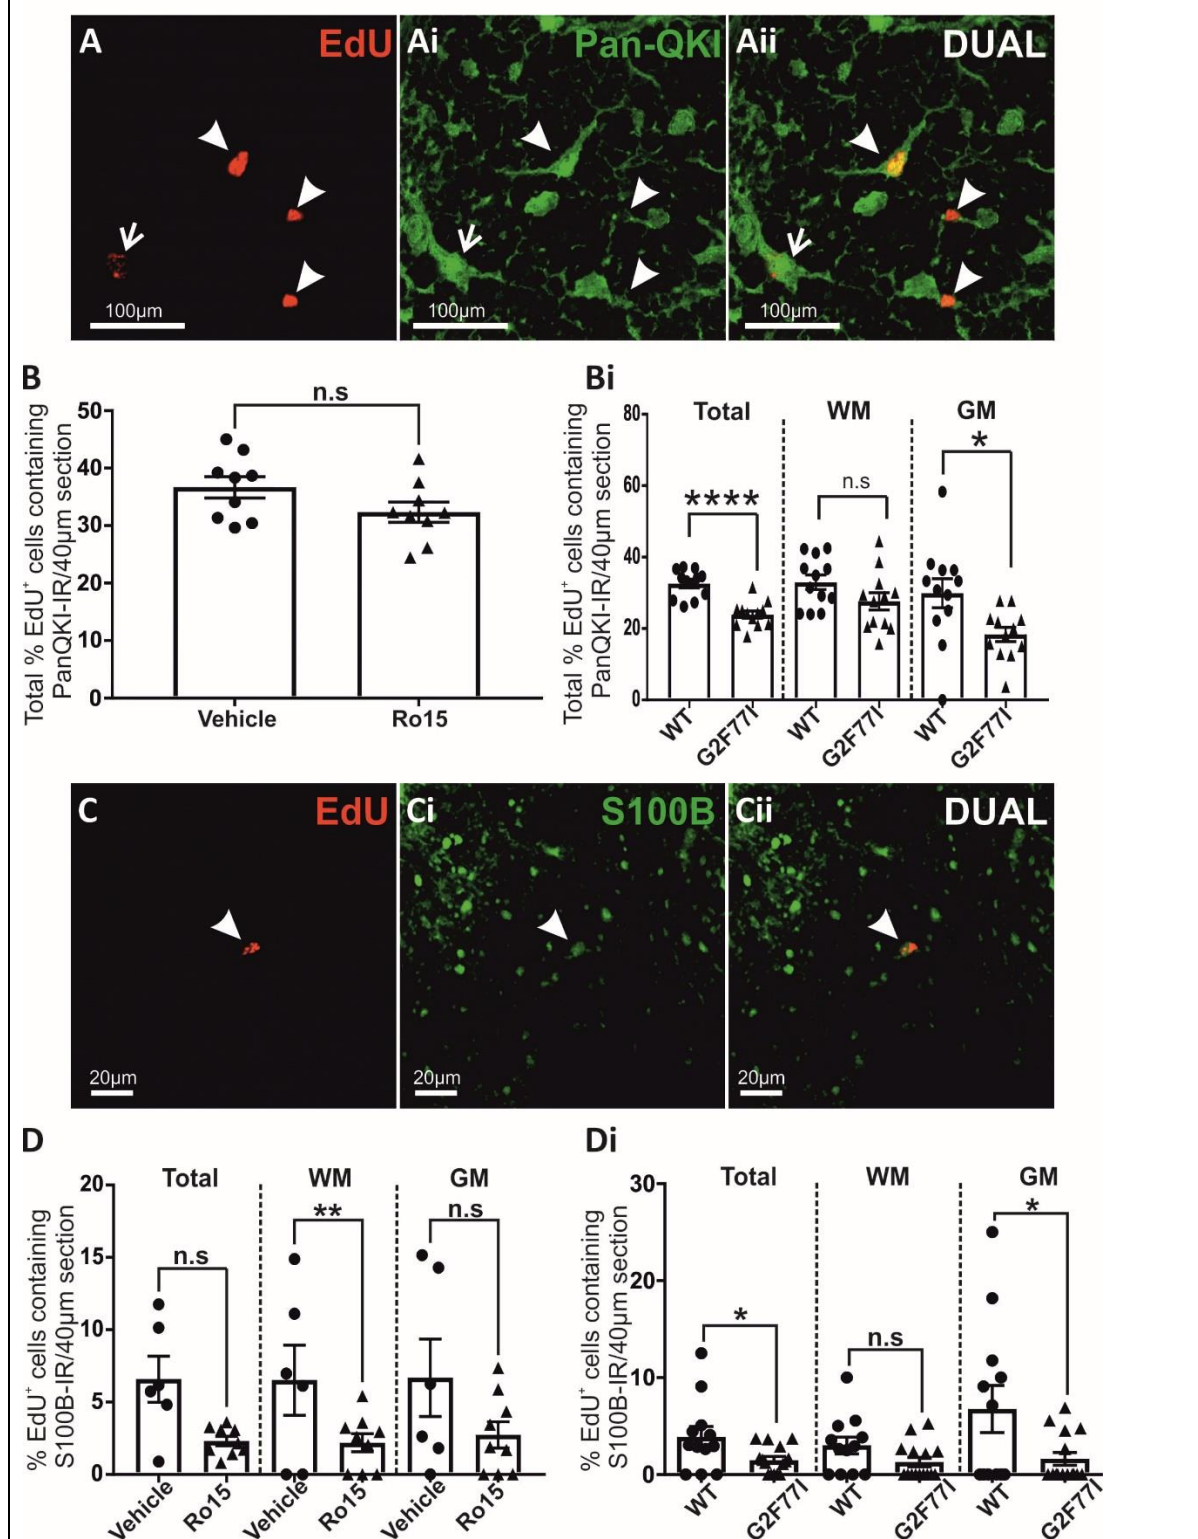 A EdU Ai Pan-QKI Aii DUAL
100µm 100µm 100µm
B
Total % EdU⁺ cells containing
PanQKI-IR/40µm section
50
40
30
20
10
0
n.s
Vehicle Ro15
Bi
Total % EdU⁺ cells containing
PanQKI-IR/40µm section
80
60
40
20
0
Total WM GM
**** n.s *
WT G2F77I WT G2F77I WT G2F77I
C EdU Ci S100B Cii DUAL
20µm 20µm 20µm
D
% EdU⁺ cells containing
S100B-IR/40µm section
20
15
10
5
0
Total WM GM
n.s ** n.s
Vehicle Ro15 Vehicle Ro15 Vehicle Ro15
Di
% EdU⁺ cells containing
S100B-IR/40µm section
30
20
10
0
Total WM GM
* n.s *
WT G2F77I WT G2F77I WT G2F77I